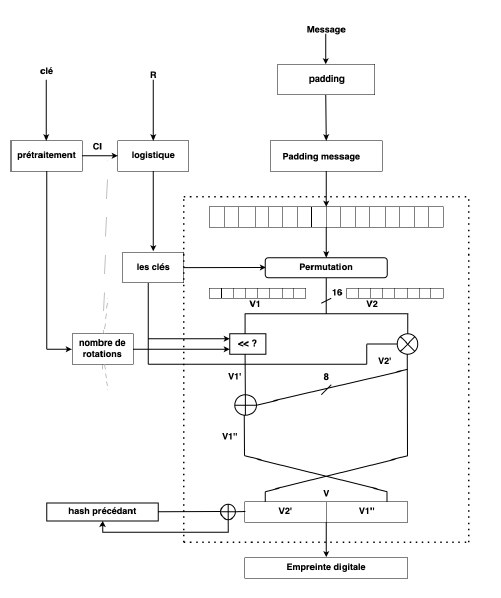 Message
clé
R
padding
prétraitement
CI
logistique
Padding message
les clés
Permutation
16
V1
V2
nombre de
rotations
<< ?
V2'
V1'
8
V1''
V
hash précédant
V2'
V1''
Empreinte digitale